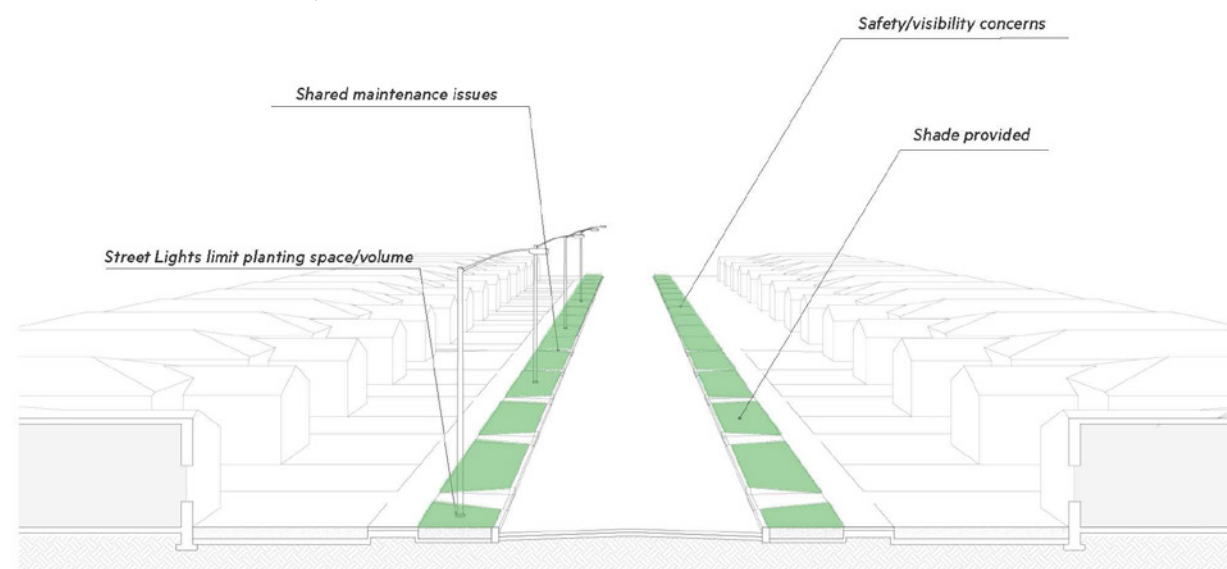 Safety/visibility concerns
Shared maintenance issues
Shade provided
Street Lights limit planting space/volume